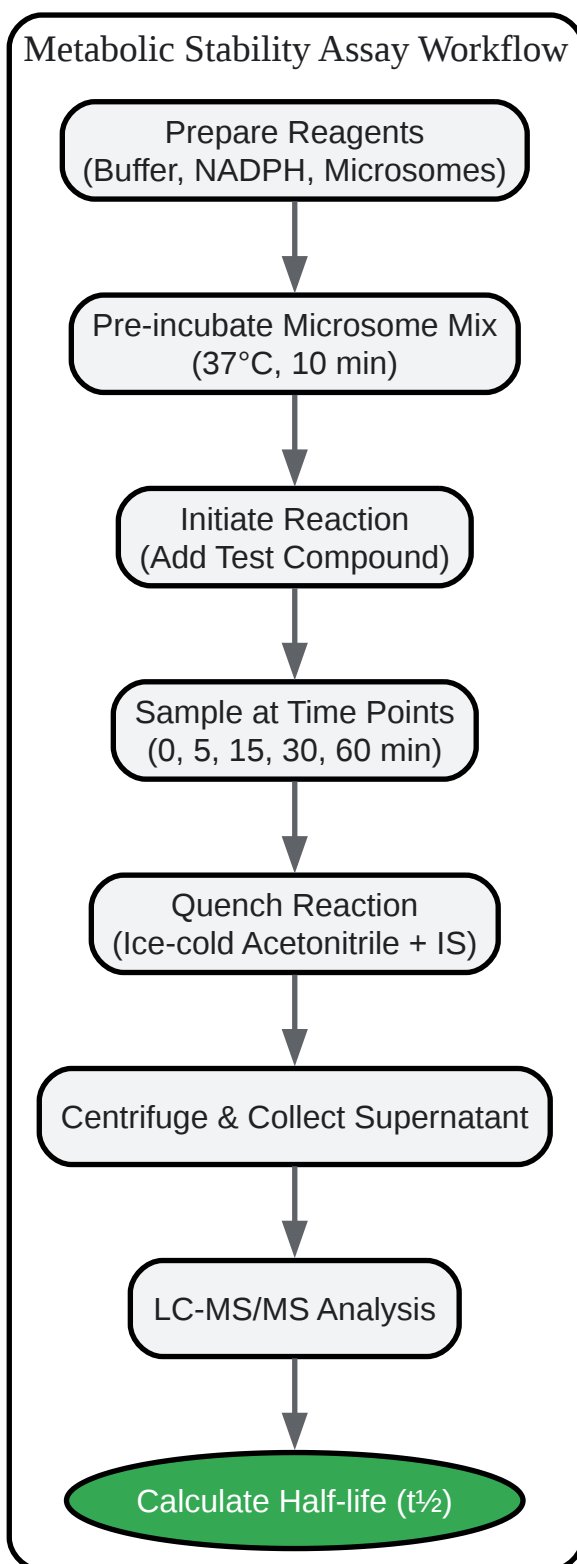 Metabolic Stability Assay Workflow
Prepare Reagents
(Buffer, NADPH, Microsomes)
Pre-incubate Microsome Mix
(37°C, 10 min)
Initiate Reaction
(Add Test Compound)
Sample at Time Points
(0, 5, 15, 30, 60 min)
Quench Reaction
(Ice-cold Acetonitrile + IS)
Centrifuge & Collect Supernatant
LC-MS/MS Analysis
Calculate Half-life (t½)